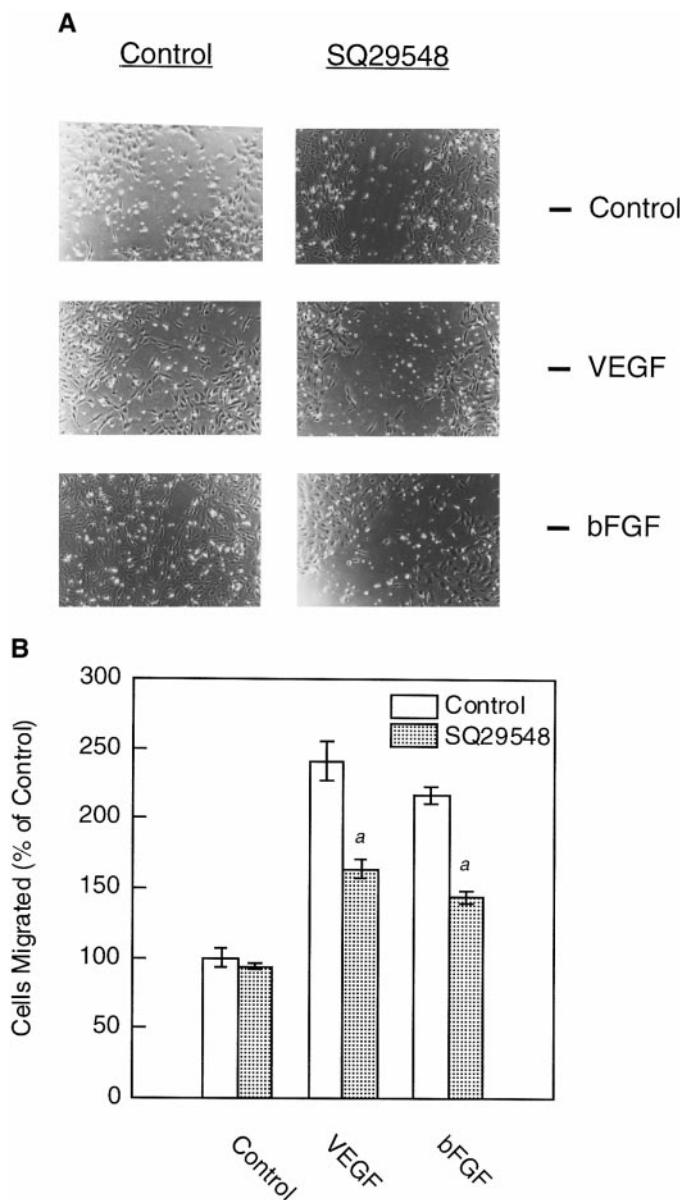 A
Control SQ29548
Control
VEGF
bFGF
B
300
250
200
150
100
50
0
Cells Migrated (% of Control)
Control
SQ29548
a
a
Control
VEGF
bFGF